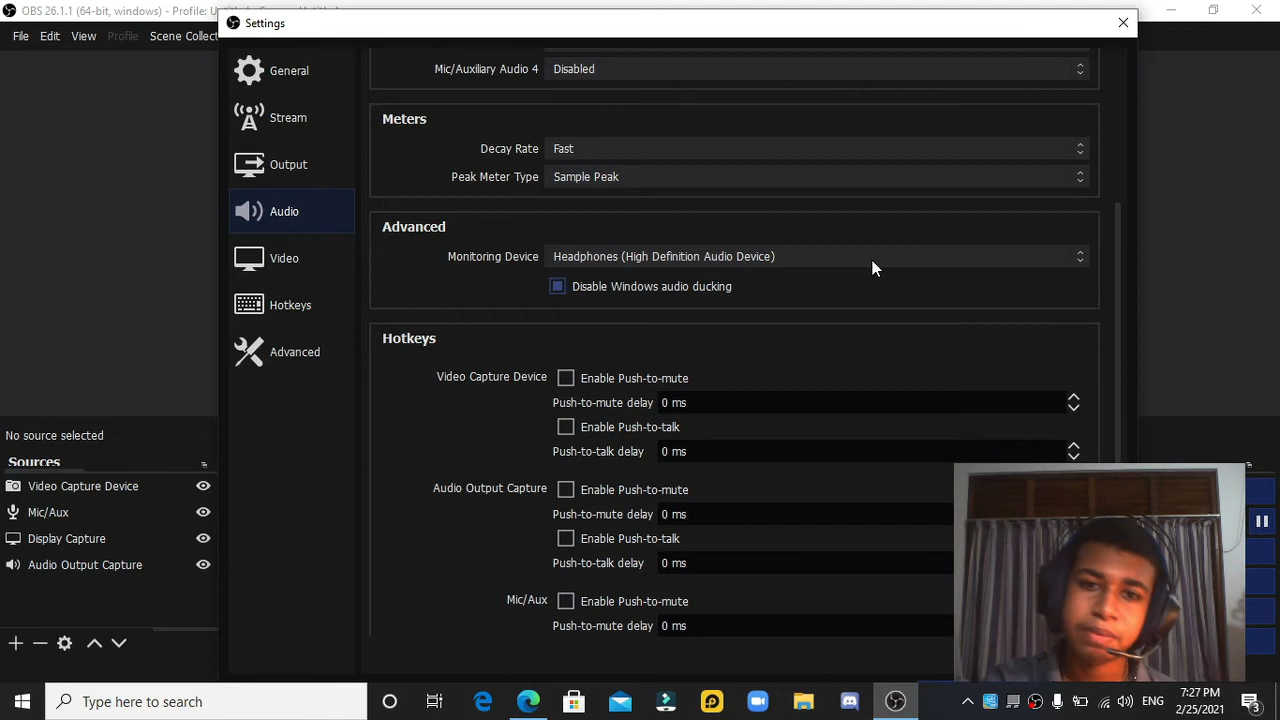 OBS 26.1.1 (64-bit, windows) - Profile:
Settings
File Edit View Profile Scene Collect
General
Stream
Output
Audio
Video
Hotkeys
Advanced
Mic/Auxiliary Audio 4 Disabled
Meters
Decay Rate Fast
Peak Meter Type Sample Peak
Advanced
Monitoring Device Headphones (High Definition Audio Device)
Disable Windows audio ducking
Hotkeys
Video Capture Device Enable Push-to-mute
Push-to-mute delay 0 ms
Enable Push-to-talk
Push-to-talk delay 0 ms
Audio Output Capture Enable Push-to-mute
Push-to-mute delay 0 ms
Enable Push-to-talk
Push-to-talk delay 0 ms
Mic/Aux Enable Push-to-mute
Push-to-mute delay 0 ms
No source selected
Sources
Video Capture Device
Mic/Aux
Display Capture
Audio Output Capture
Type here to search
ENG
7:27 PM
2/25/2021
3